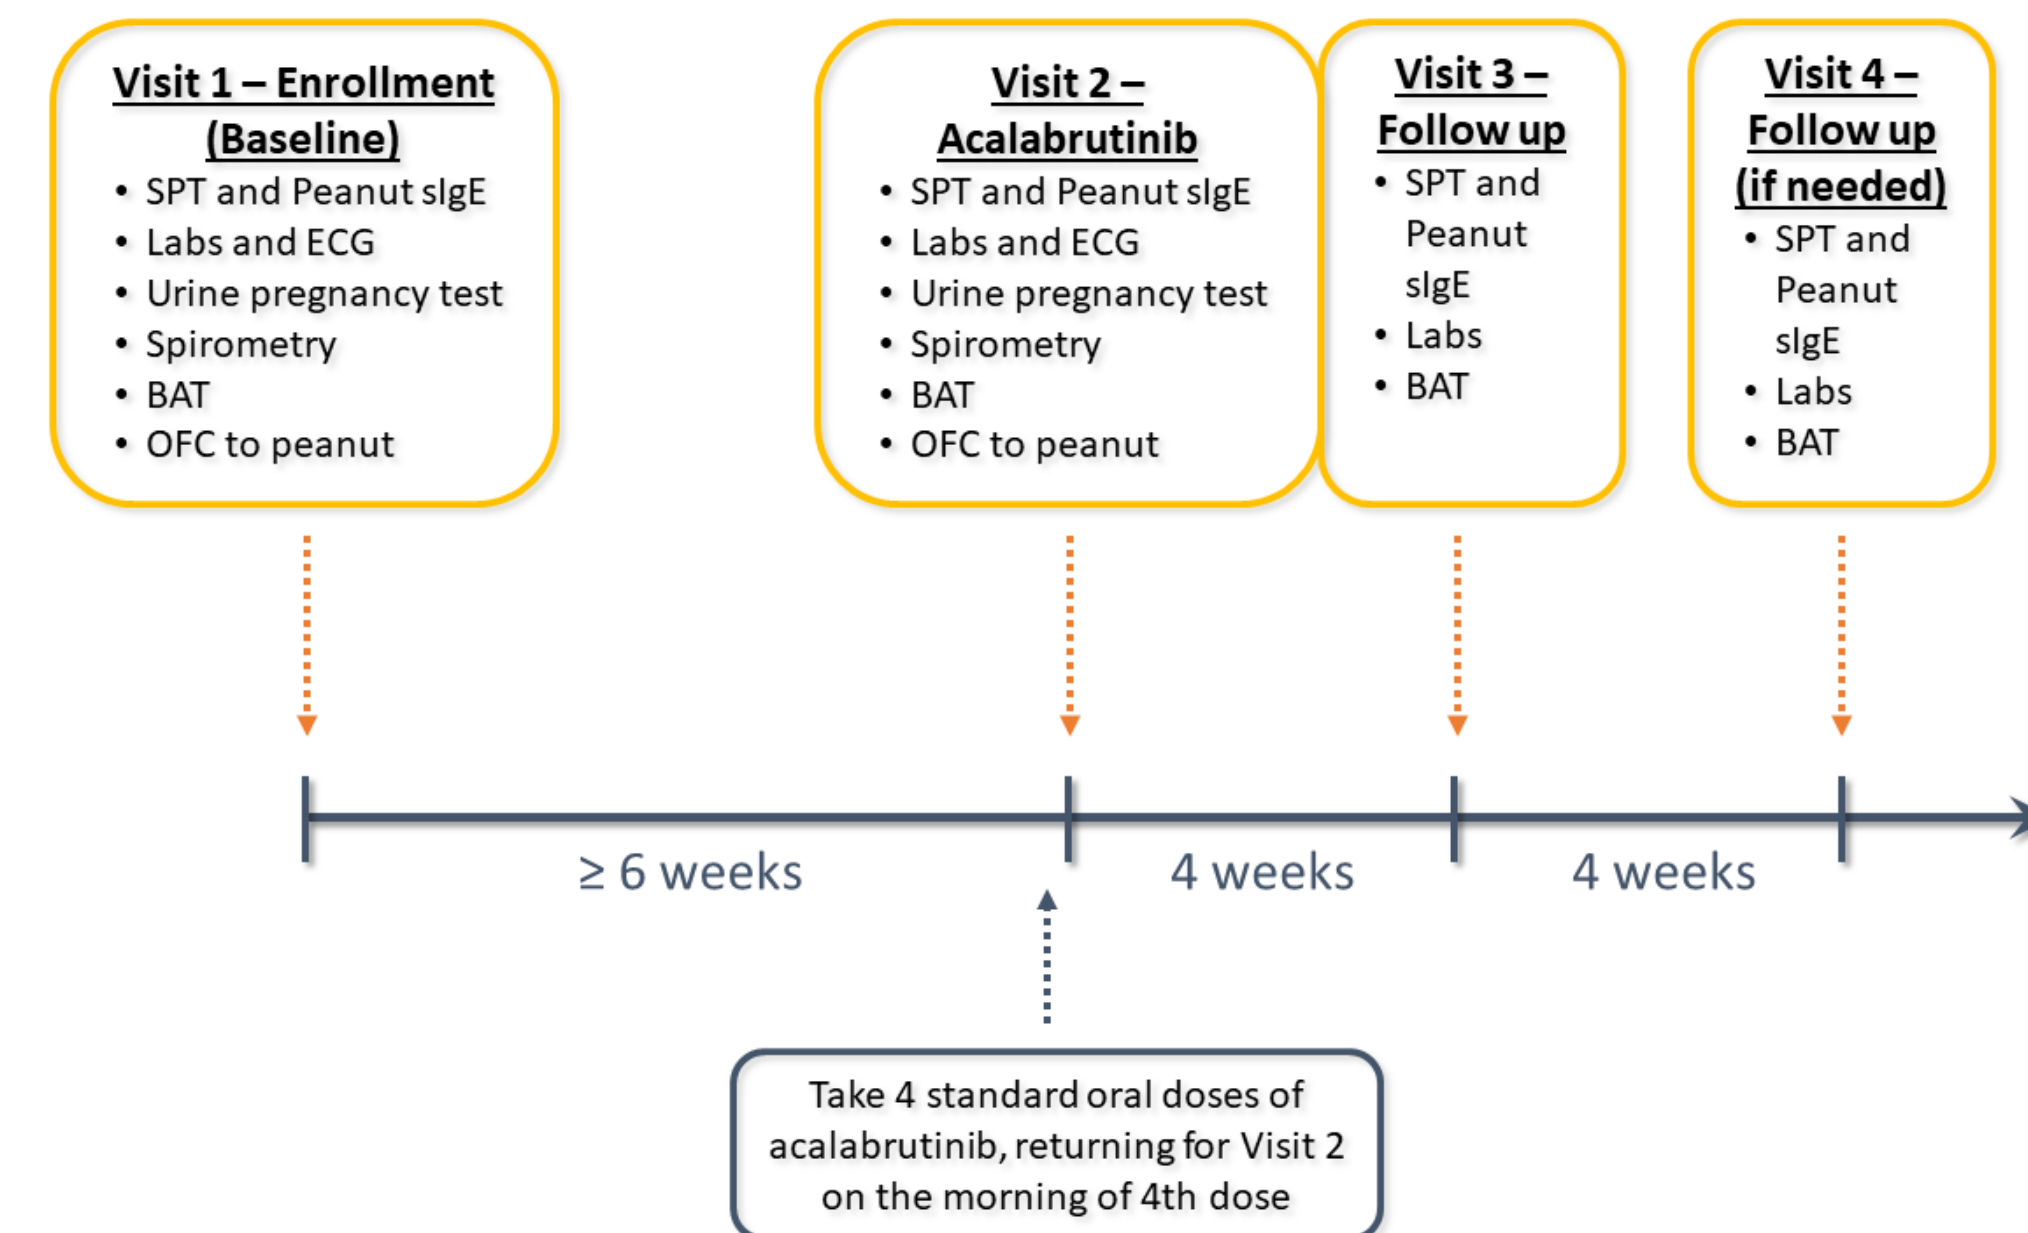 Visit 1 – Enrollment
(Baseline)
• SPT and Peanut sIgE
• Labs and ECG
• Urine pregnancy test
• Spirometry
• BAT
• OFC to peanut
Visit 2 –
Acalabrutinib
• SPT and Peanut sIgE
• Labs and ECG
• Urine pregnancy test
• Spirometry
• BAT
• OFC to peanut
Visit 3 –
Follow up
• SPT and
Peanut
sIgE
• Labs
• BAT
Visit 4 –
Follow up
(if needed)
• SPT and
Peanut
sIgE
• Labs
• BAT
≥ 6 weeks
4 weeks
4 weeks
Take 4 standard oral doses of
acalabrutinib, returning for Visit 2
on the morning of 4th dose